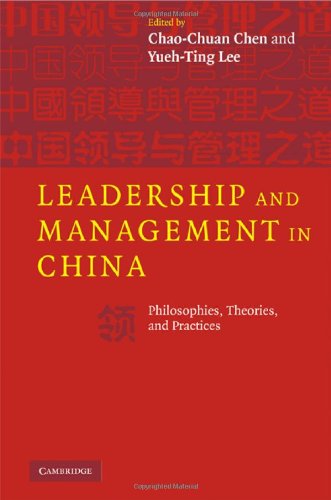 Edited by
Chao-Chuan Chen and
Yueh-Ting Lee
中国领导与管理之道
中國領導與管理之道
中国领导与管理之道
LEADERSHIP AND
MANAGEMENT IN
CHINA
领
Philosophies, Theories,
and Practices
CAMBRIDGE